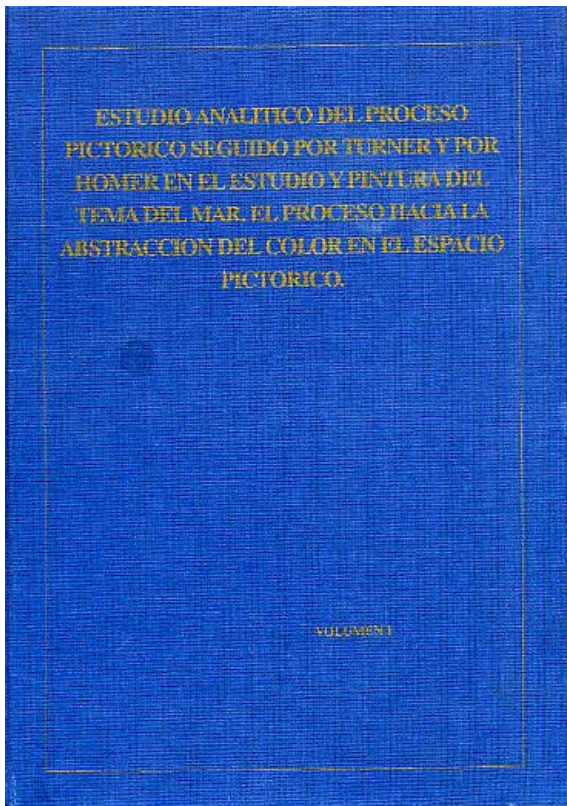 ESTUDIO ANALITICO DEL PROCESO
PICTORICO SEGUIDO POR TURNER Y POR
HOMER EN EL ESTUDIO Y PINTURA DEL
TEMA DEL MAR. EL PROCESO HACIA LA
ABSTRACCION DEL COLOR EN EL ESPACIO
PICTORICO.
VOLUMEN I